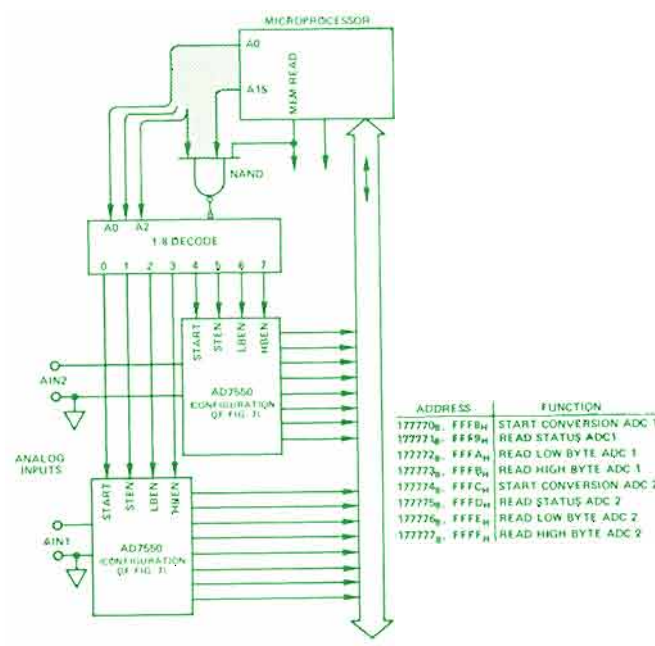 MICROPROCESSOR
A0
A15
MEM READ
NAND
A0 A2
1-8 DECODE
0 1 2 3 4 5 6 7
START STEN LBEN HBEN
AD7550
(CONFIGURATION
OF FIG. 7)
AIN2
ANALOG
INPUTS
START STEN LBEN HBEN
AD7550
(CONFIGURATION
OF FIG. 7)
AIN1
ADDRESS FUNCTION
177770₈, FFF8H START CONVERSION ADC 1
177771₈, FFF9H READ STATUS ADC1
177772₈, FFFAH READ LOW BYTE ADC 1
177773₈, FFFBH READ HIGH BYTE ADC 1
177774₈, FFFCH START CONVERSION ADC 2
177775₈, FFFDH READ STATUS ADC 2
177776₈, FFFEH READ LOW BYTE ADC 2
177777₈, FFFFH READ HIGH BYTE ADC 2